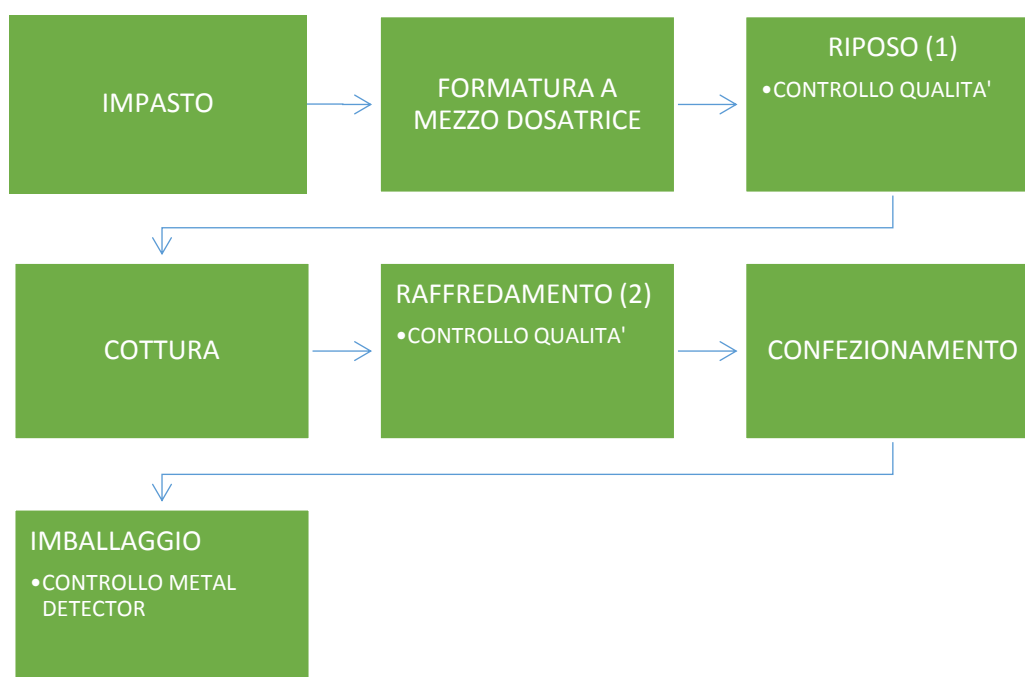 IMPASTO
FORMATURA A
MEZZO DOSATRICE
RIPOSO (1)
•CONTROLLO QUALITA'
COTTURA
RAFFREDAMENTO (2)
•CONTROLLO QUALITA'
CONFEZIONAMENTO
IMBALLAGGIO
•CONTROLLO METAL
DETECTOR